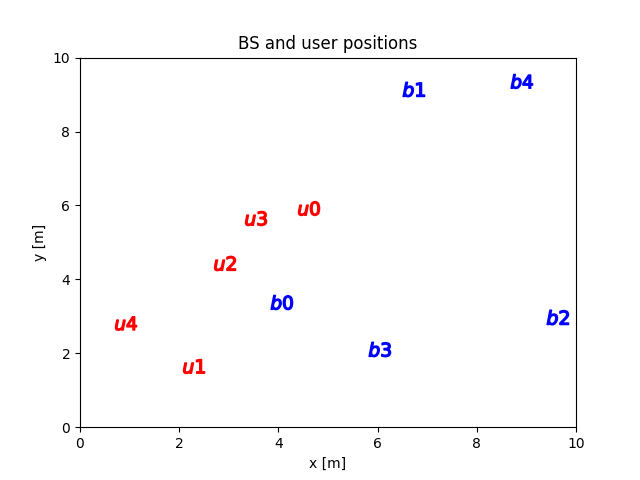 BS and user positions
10
8
6
4
2
0
y [m]
b1
b4
u3
u0
u2
b0
b2
u4
b3
u1
0 2 4 6 8 10
x [m]